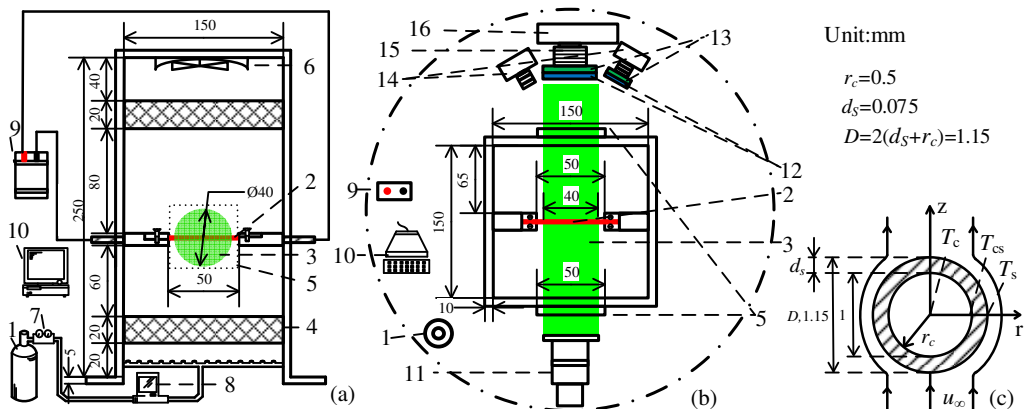 150
6
40
20
9
80
250
Ø40
2
10
3
60
50
5
7
1
120
4
20
5
8
(a)
16
15
13
14
150
12
65
50
9
40
2
150
10
3
50
10
5
1
11
(b)
Unit:mm
r_c=0.5
d_S=0.075
D=2(d_S+r_c)=1.15
z
T_c
T_cs
d_s
T_s
D, 1.15
1
r_c
r
u_∞
(c)